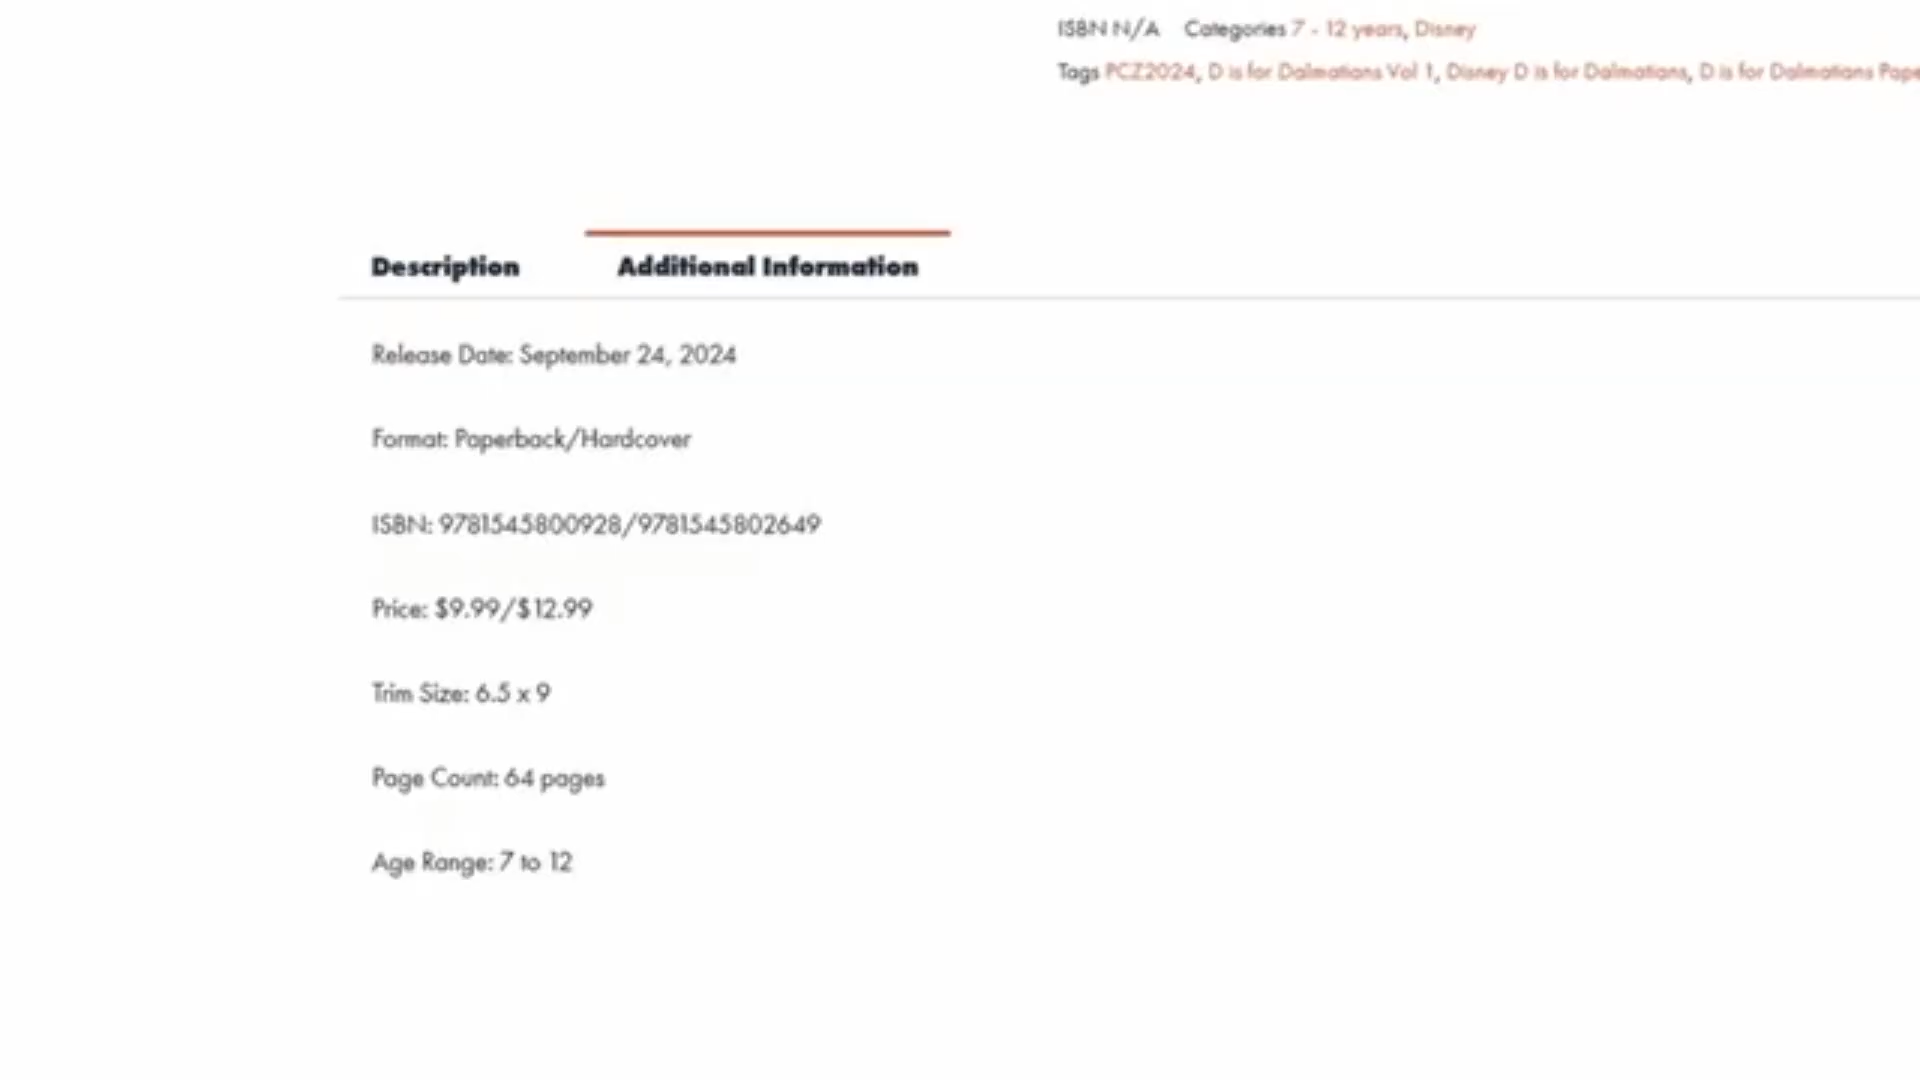 ISBN N/A Categories 7 - 12 years, Disney
Tags PCZ2024, D is for Dalmatians Vol 1, Disney D is for Dalmatians, D is for Dalmatians Pape
Description Additional Information
Release Date: September 24, 2024
Format: Paperback/Hardcover
ISBN: 9781545800928/9781545802649
Price: $9.99/$12.99
Trim Size: 6.5 x 9
Page Count: 64 pages
Age Range: 7 to 12